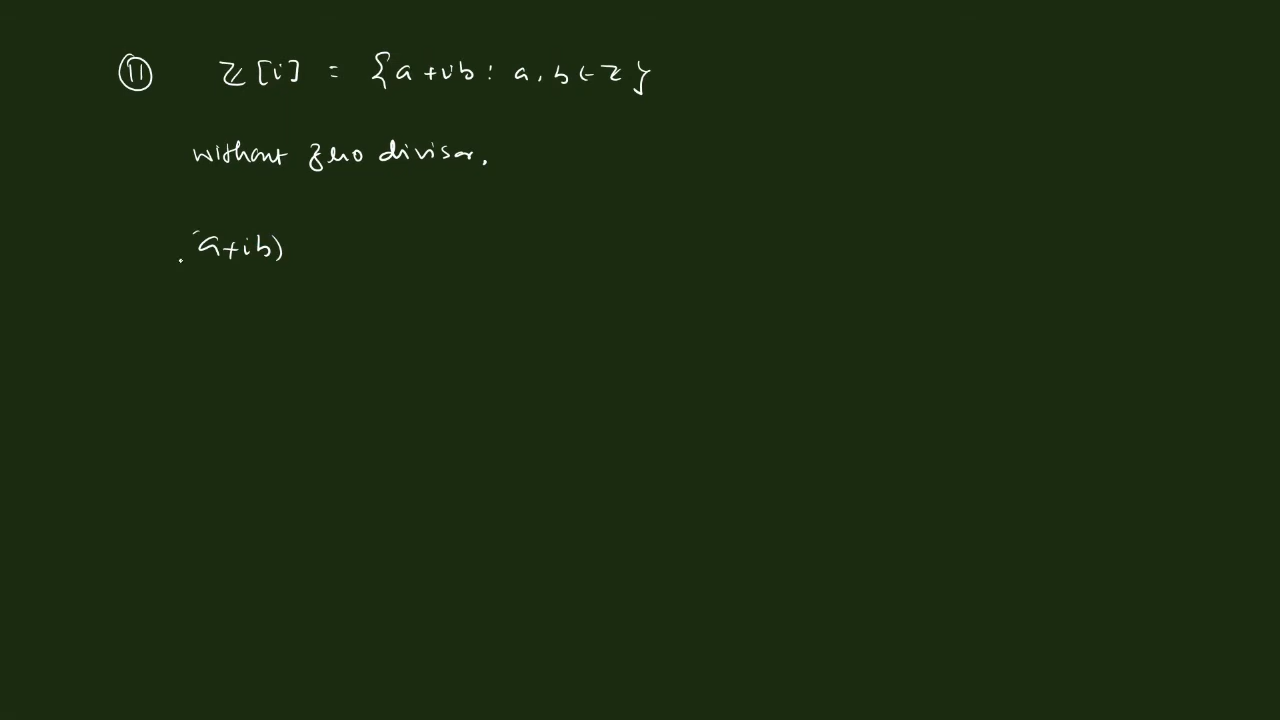 ⑪ Z[i] = {a+ib : a, b ∈ Z}
without zero divisor.
a+ib)